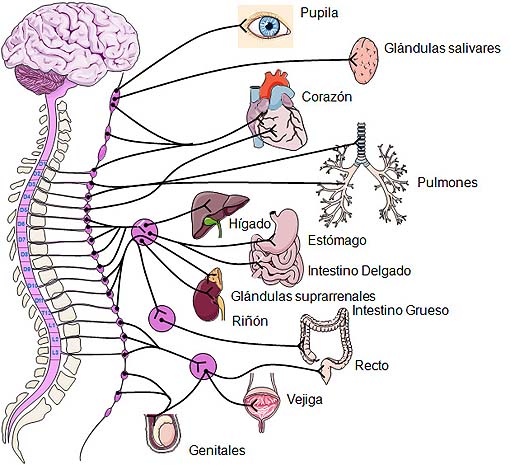 Pupila
Glándulas salivares
Corazón
Pulmones
Hígado
Estómago
Intestino Delgado
Glándulas suprarrenales
Intestino Grueso
Riñón
Recto
Vejiga
Genitales